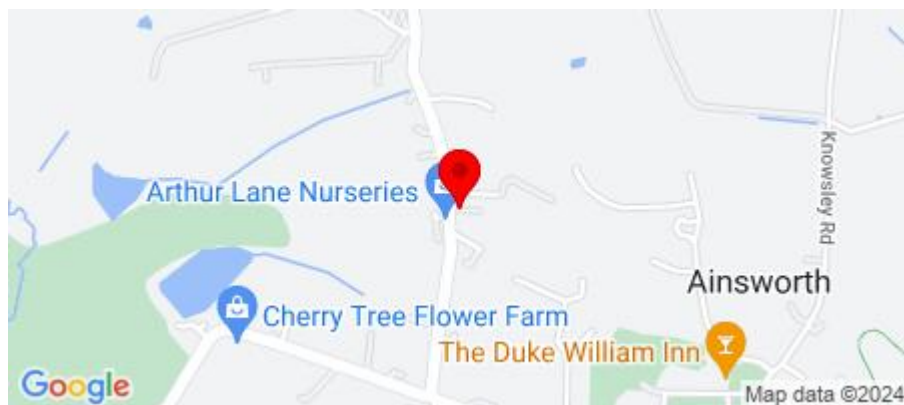 Knowsley Rd
Arthur Lane Nurseries
Ainsworth
Cherry Tree Flower Farm
The Duke William Inn
Google
Map data ©2024